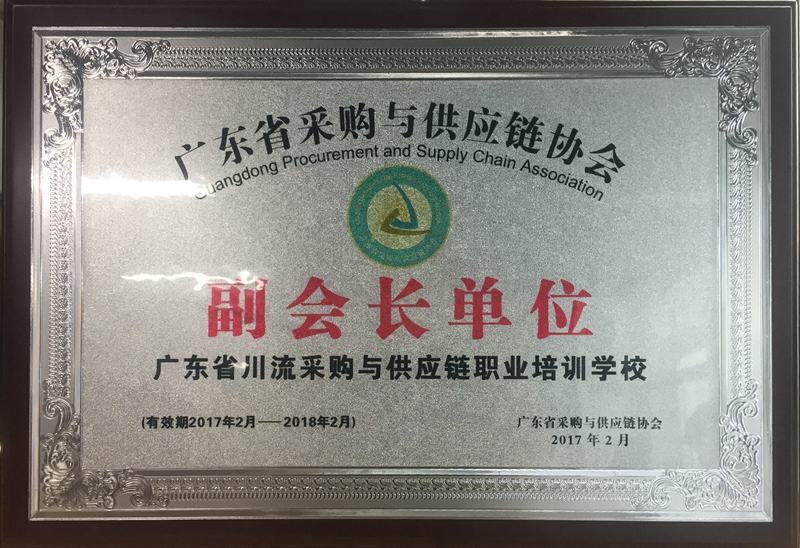 广东省采购与供应链协会
Guangdong Procurement and Supply Chain Association
副会长单位
广东省川流采购与供应链职业培训学校
(有效期2017年2月——2018年2月)
广东省采购与供应链协会
2017 年 2 月